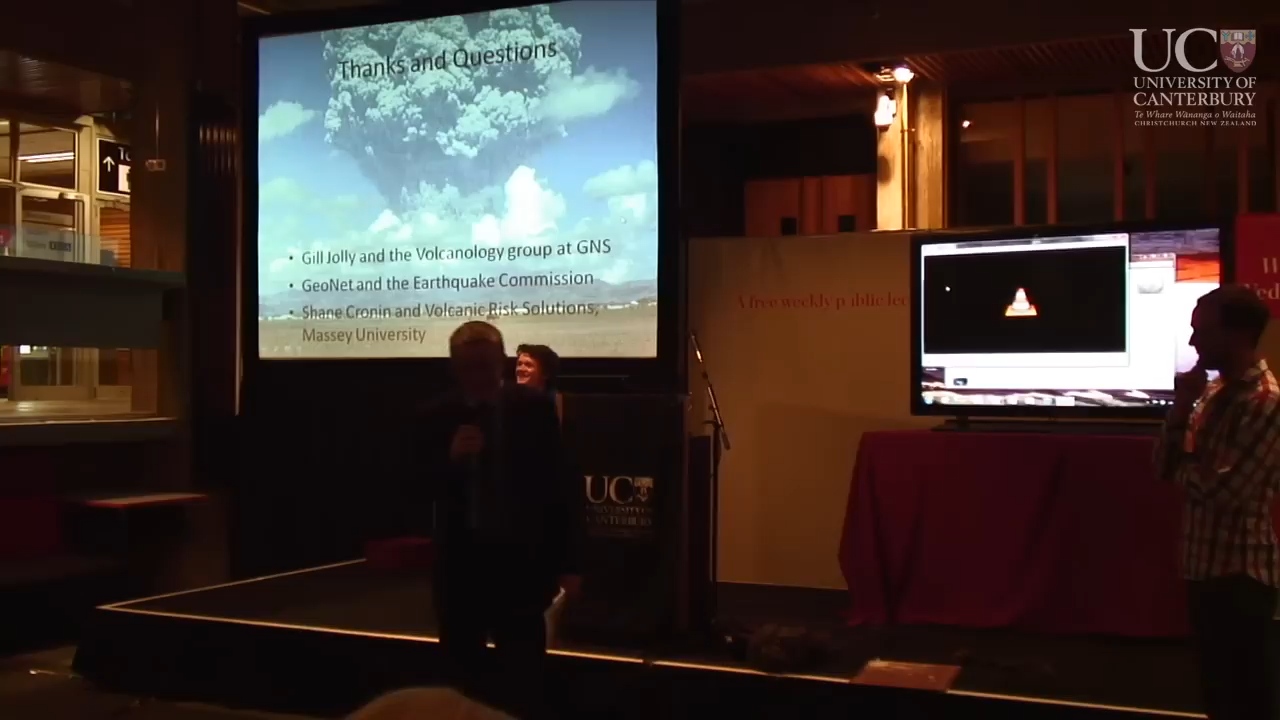 Thanks and Questions
• Gill Jolly and the Volcanology group at GNS
• GeoNet and the Earthquake Commission
• Shane Cronin and Volcanic Risk Solutions,
Massey University
UC
UNIVERSITY OF
CANTERBURY
Te Whare Wānanga o Waitaha
CHRISTCHURCH NEW ZEALAND
A free weekly public lec
UC
UNIVERSITY OF
CANTERBURY